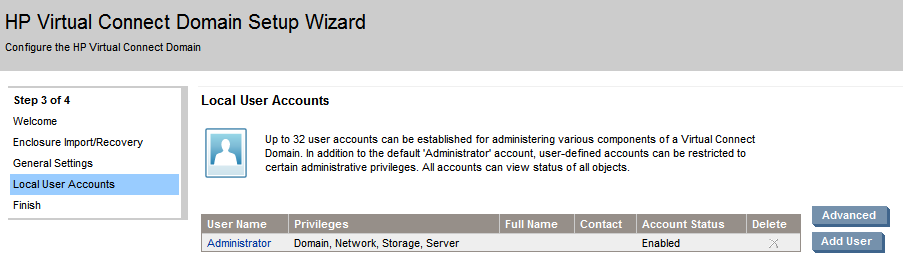 HP Virtual Connect Domain Setup Wizard
Configure the HP Virtual Connect Domain
Step 3 of 4
Welcome
Enclosure Import/Recovery
General Settings
Local User Accounts
Finish
Local User Accounts
Up to 32 user accounts can be established for administering various components of a Virtual Connect
Domain. In addition to the default 'Administrator' account, user-defined accounts can be restricted to
certain administrative privileges. All accounts can view status of all objects.
User Name Privileges Full Name Contact Account Status Delete
Administrator Domain, Network, Storage, Server Enabled
Advanced
Add User